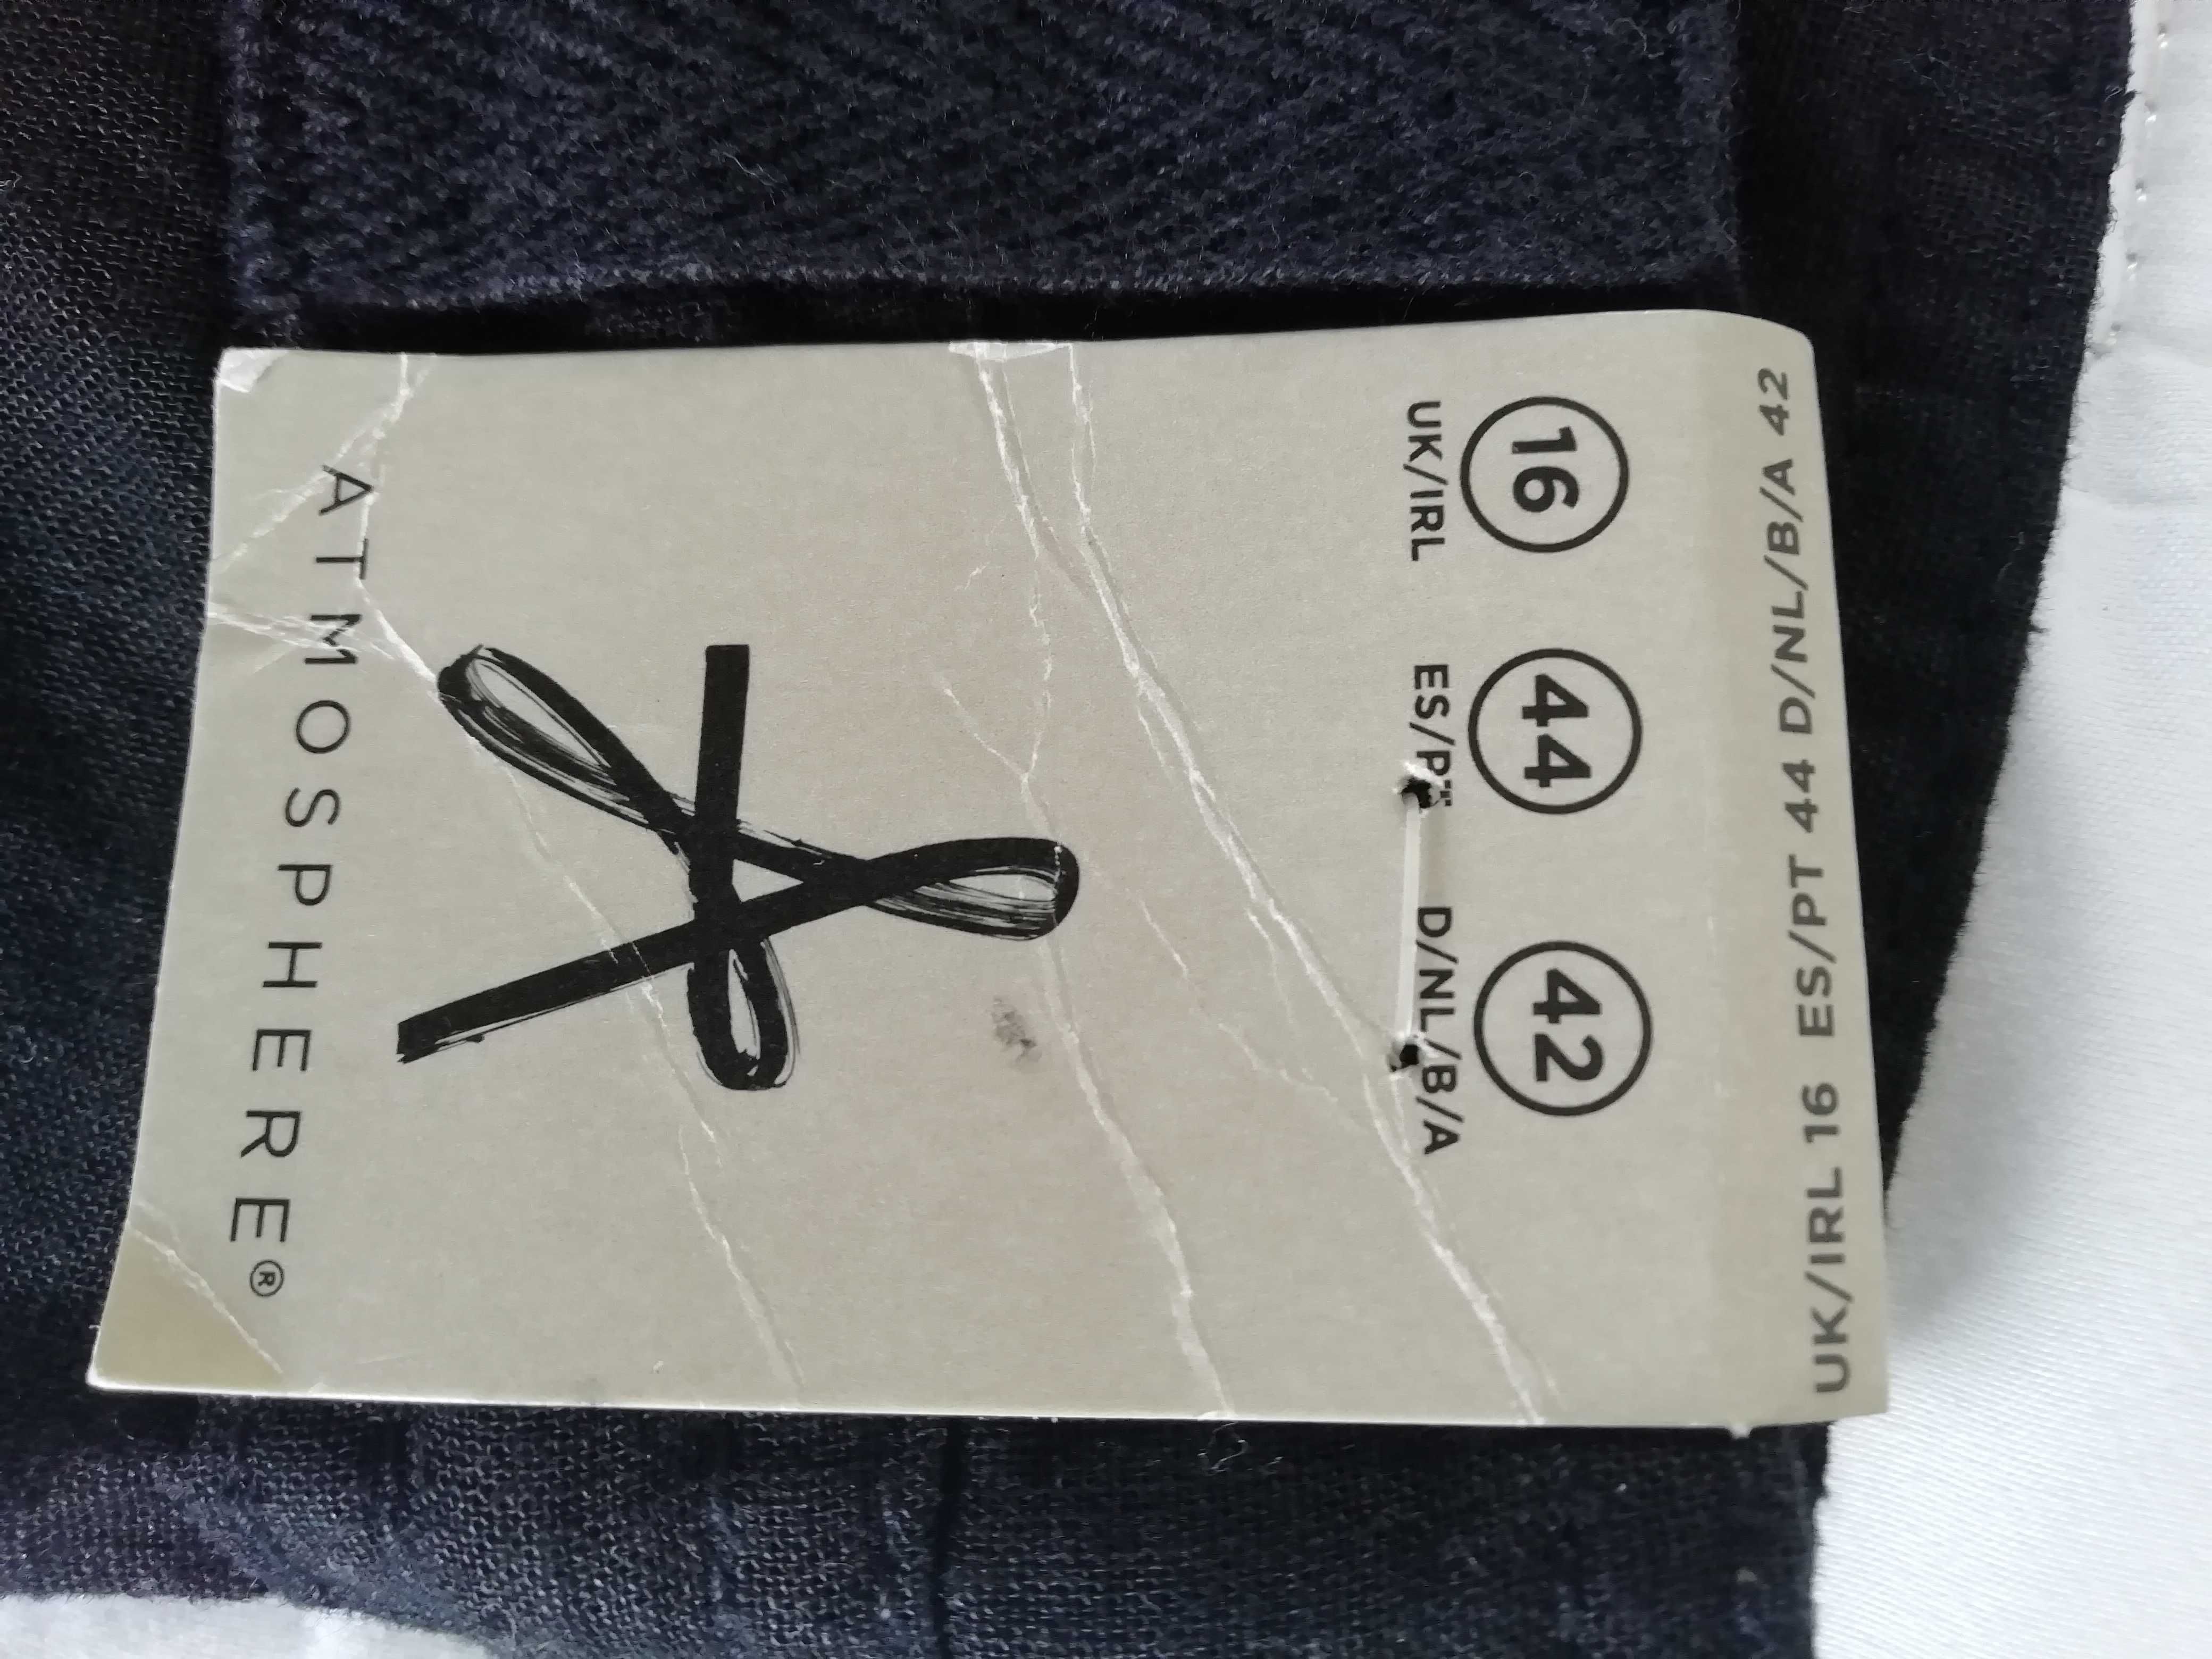 UK/IRL 16 ES/PT 44 D/NL/B/A 42
16 44 42
UK/IRL ES/PT D/NL/B/A
ATMOSPHERE®